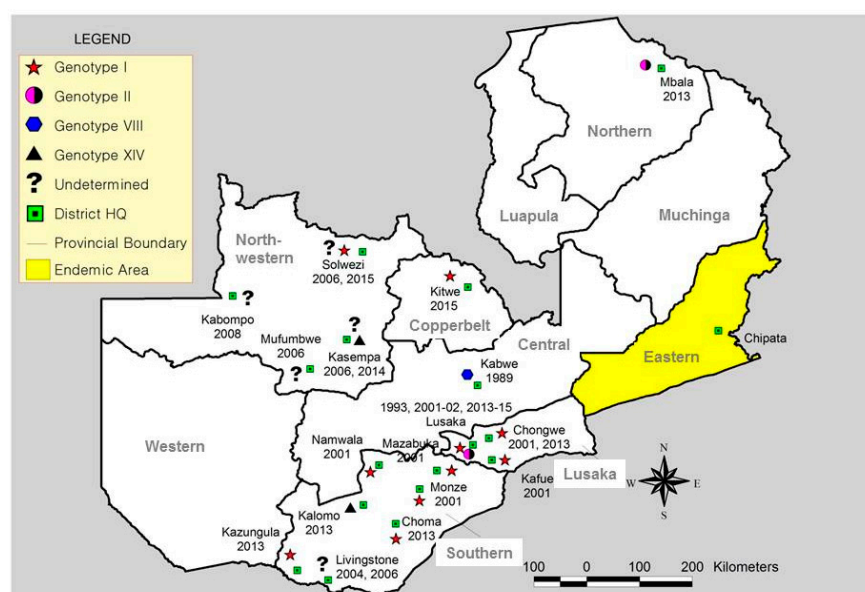 LEGEND
Genotype I
Genotype II
Genotype VIII
Genotype XIV
? Undetermined
District HQ
Provincial Boundary
Endemic Area
Mbala
2013
Northern
Luapula
Muchinga
North-
western
?
Solwezi
2006, 2015
Kitwe
2015
Copperbelt
?
Kabompo
2008
Mufumbwe
2006
?
?
Kasempa
2006, 2014
Central
Kabwe
1989
Eastern
Chipata
1993, 2001-02, 2013-15
Lusaka
Chongwe
2001, 2013
Western
Namwala
2001
Mazabuka
2001
Lusaka
Kafue
2001
Monze
2001
Kalomo
2013
Choma
2013
Southern
Kazungula
2013
?
Livingstone
2004, 2006
N
W
E
S
100 0 100 200 Kilometers